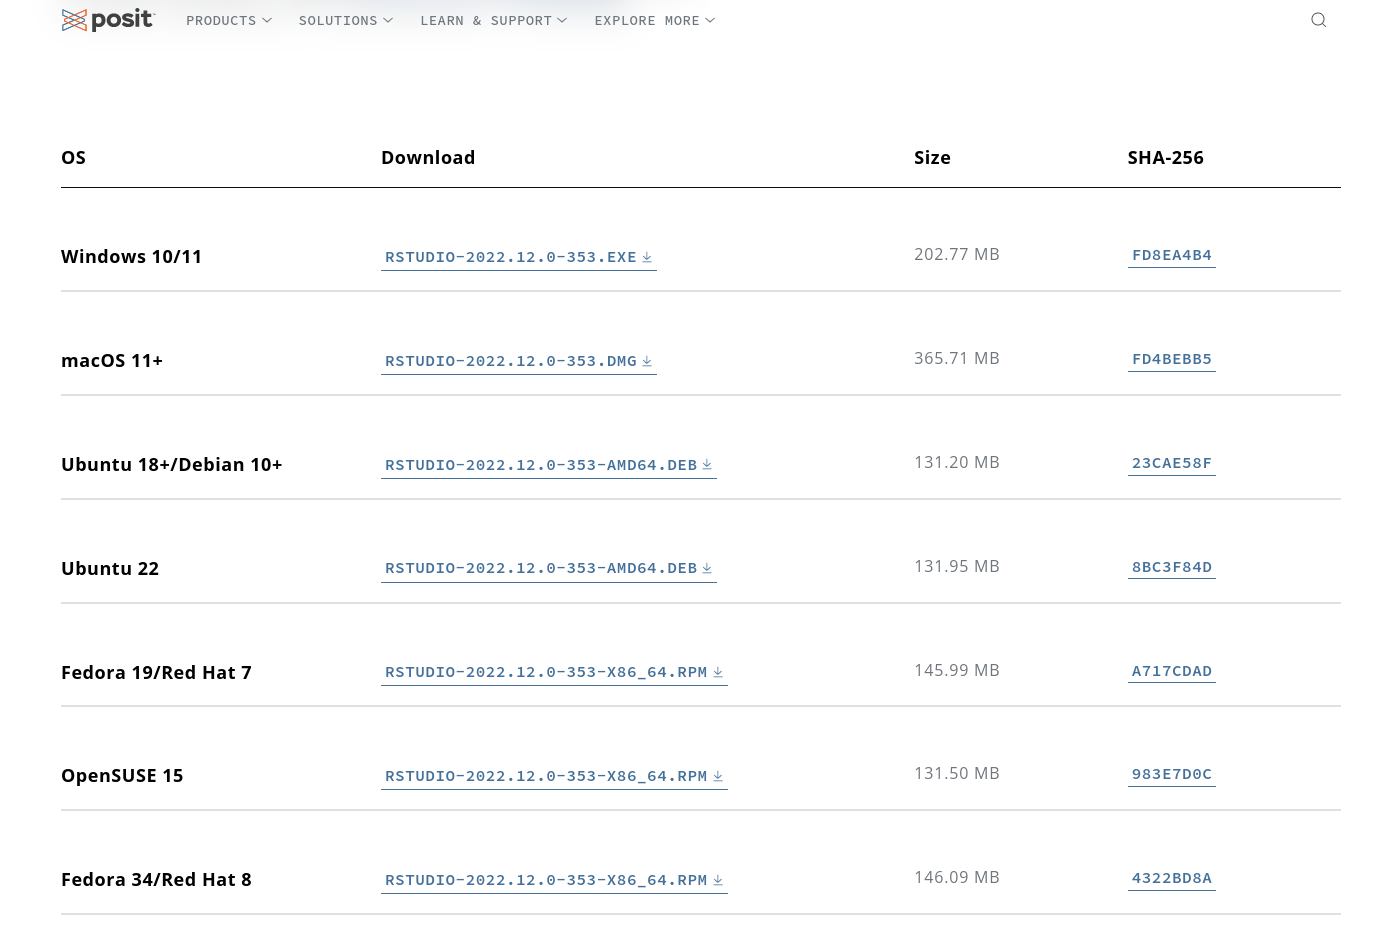 posit PRODUCTS SOLUTIONS LEARN & SUPPORT EXPLORE MORE
OS Download Size SHA-256
Windows 10/11 RSTUDIO-2022.12.0-353.EXE 202.77 MB FD8EA4B4
macOS 11+ RSTUDIO-2022.12.0-353.DMG 365.71 MB FD4BEBB5
Ubuntu 18+/Debian 10+ RSTUDIO-2022.12.0-353-AMD64.DEB 131.20 MB 23CAE58F
Ubuntu 22 RSTUDIO-2022.12.0-353-AMD64.DEB 131.95 MB 8BC3F84D
Fedora 19/Red Hat 7 RSTUDIO-2022.12.0-353-X86_64.RPM 145.99 MB A717CDAD
OpenSUSE 15 RSTUDIO-2022.12.0-353-X86_64.RPM 131.50 MB 983E7D0C
Fedora 34/Red Hat 8 RSTUDIO-2022.12.0-353-X86_64.RPM 146.09 MB 4322BD8A